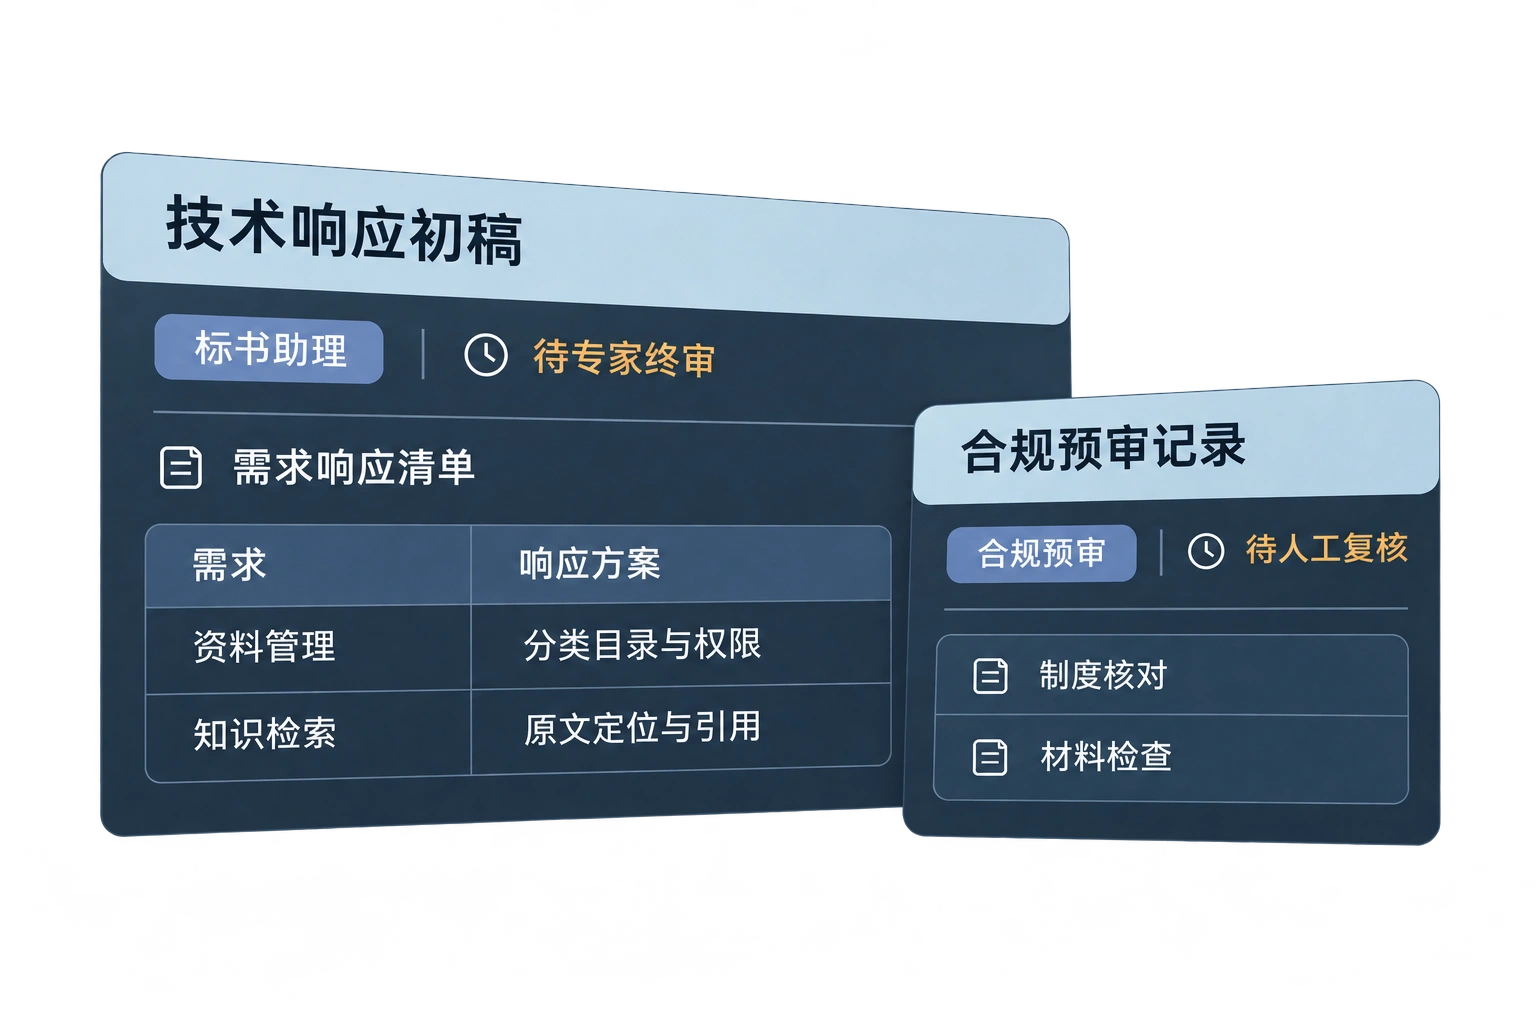 技术响应初稿
标书助理
待专家终审
需求响应清单
需求 响应方案
资料管理 分类目录与权限
知识检索 原文定位与引用
合规预审记录
合规预审
待人工复核
制度核对
材料检查